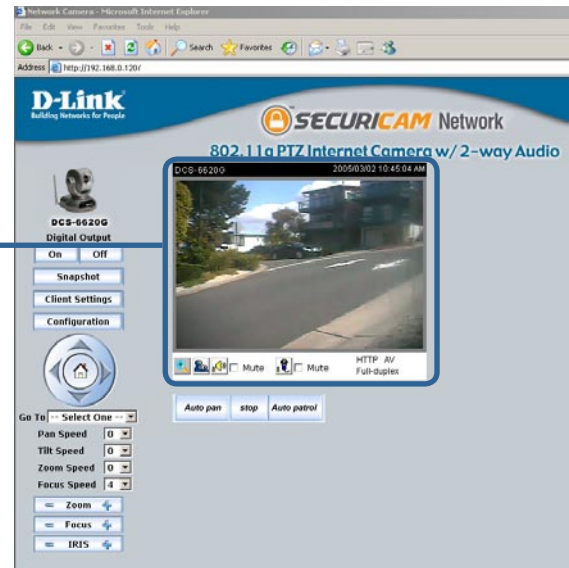 Network Camera - Microsoft Internet Explorer
File Edit View Favorites Tools Help
Back Search Favorites
Address http://192.168.0.120/
D-Link
Building Networks for People
SECURICAM Network
802.11g PTZ Internet Camera w/ 2-way Audio
DCS-6620G 2005/03/02 10:45:04 AM
DCS-6620G
Digital Output
On Off
Snapshot
Client Settings
Configuration
Mute Mute HTTP AV
Full-duplex
Auto pan stop Auto patrol
Go To -- Select One --
Pan Speed 0
Tilt Speed 0
Zoom Speed 0
Focus Speed 4
Zoom
Focus
IRIS